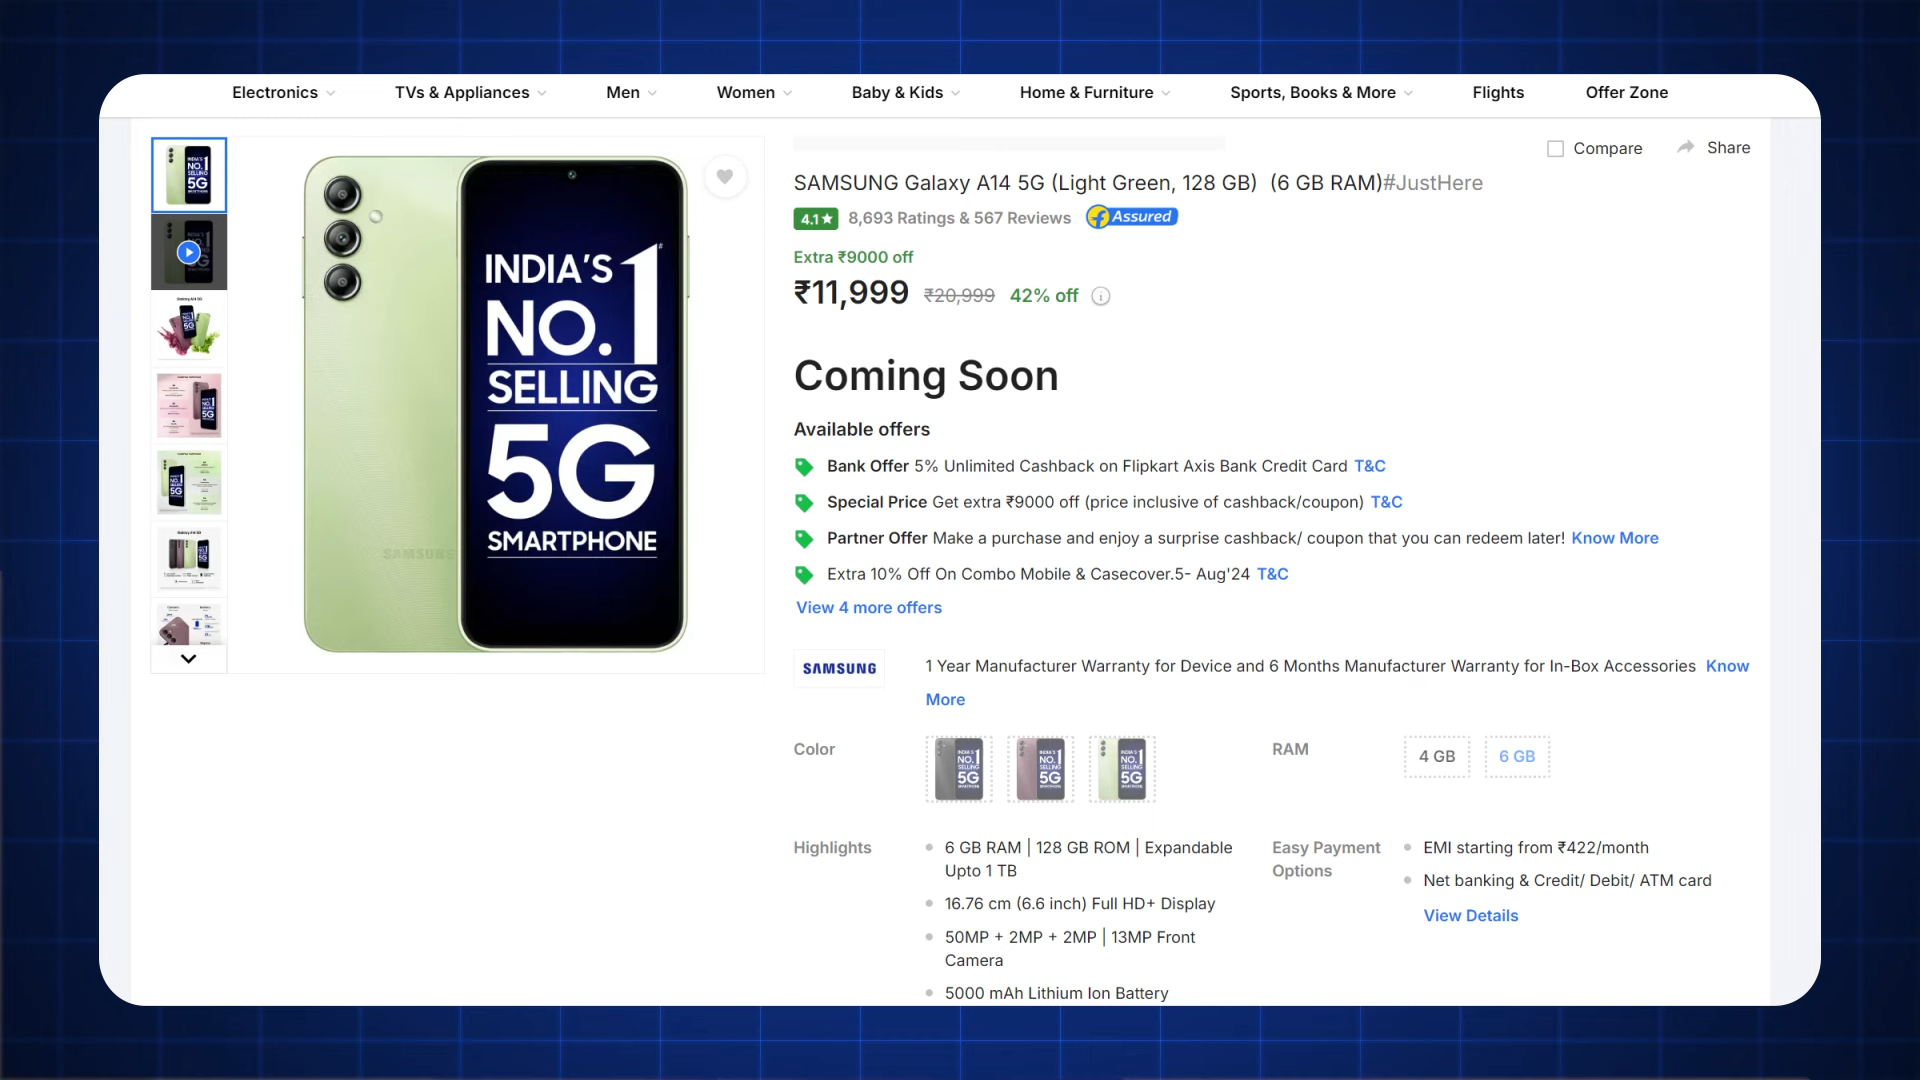 Electronics
TVs & Appliances
Men
Women
Baby & Kids
Home & Furniture
Sports, Books & More
Flights
Offer Zone
Compare
Share
INDIA'S
NO.1#
SELLING
5G
SMARTPHONE
SAMSUNG
SAMSUNG Galaxy A14 5G (Light Green, 128 GB) (6 GB RAM)#JustHere
4.1★ 8,693 Ratings & 567 Reviews f Assured
Extra ₹9000 off
₹11,999 ₹20,999 42% off
Coming Soon
Available offers
Bank Offer 5% Unlimited Cashback on Flipkart Axis Bank Credit Card T&C
Special Price Get extra ₹9000 off (price inclusive of cashback/coupon) T&C
Partner Offer Make a purchase and enjoy a surprise cashback/ coupon that you can redeem later! Know More
Extra 10% Off On Combo Mobile & Casecover.5- Aug'24 T&C
View 4 more offers
SAMSUNG
1 Year Manufacturer Warranty for Device and 6 Months Manufacturer Warranty for In-Box Accessories Know
More
Color
RAM
4 GB
6 GB
Highlights
6 GB RAM | 128 GB ROM | Expandable
Upto 1 TB
16.76 cm (6.6 inch) Full HD+ Display
50MP + 2MP + 2MP | 13MP Front
Camera
5000 mAh Lithium Ion Battery
Easy Payment
Options
EMI starting from ₹422/month
Net banking & Credit/ Debit/ ATM card
View Details